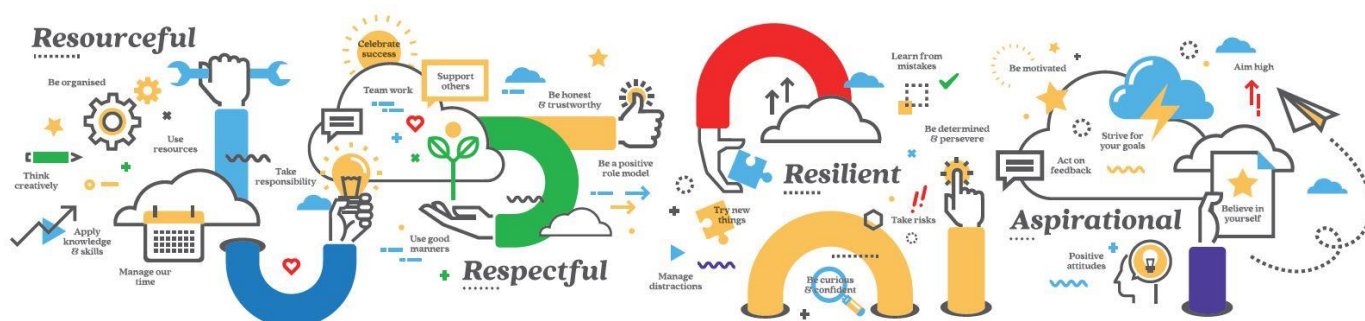 Resourceful
Be organised
Use
resources
Think
creatively
Take
responsibility
Apply
knowledge
& skills
Manage our
time
Celebrate
success
Support
others
Team work
Be honest
& trustworthy
Be a positive
role model
Use good
manners
Respectful
Learn from
mistakes
Be determined
& persevere
Resilient
Try new
things
Take risks
Manage
distractions
Be curious
& confident
Be motivated
Aim high
Strive for
your goals
Act on
feedback
Believe in
yourself
Aspirational
Positive
attitudes